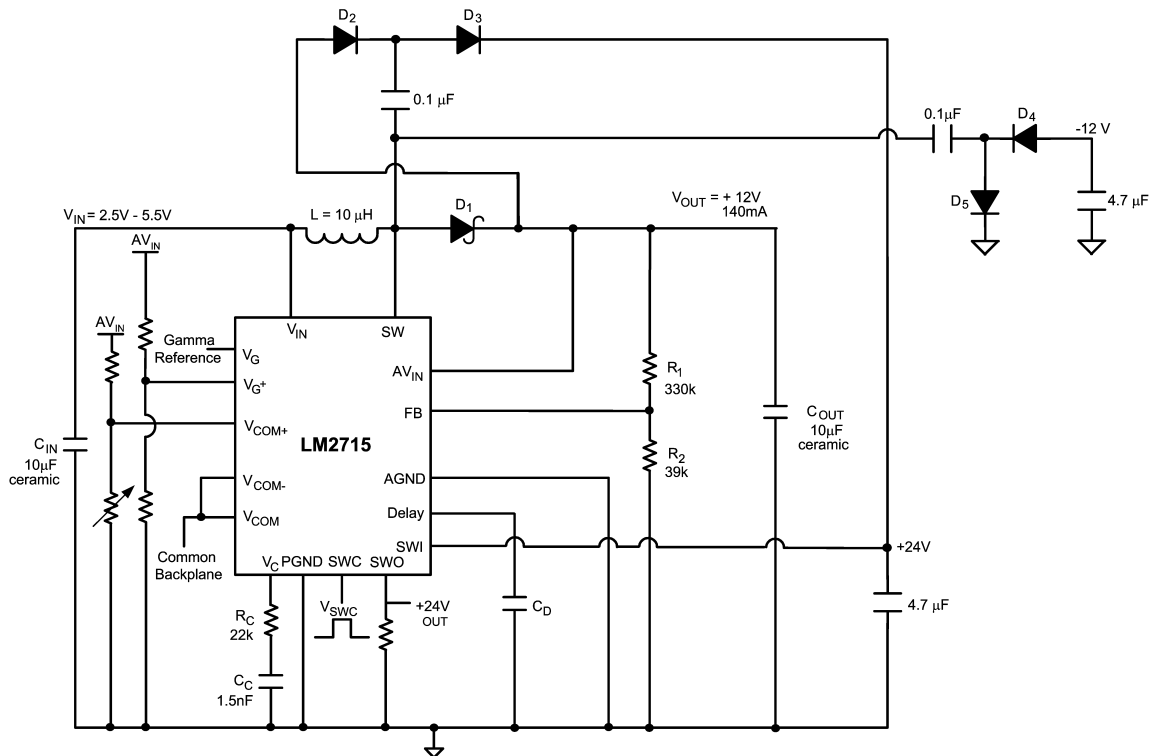 D2
D3
0.1 μF
0.1μF
D4
-12 V
D5
4.7 μF
VIN = 2.5V - 5.5V
L = 10 μH
D1
VOUT = + 12V
140mA
AVIN
AVIN
VIN
SW
Gamma
Reference
VG
AVIN
VG+
R1
330k
FB
VCOM+
COUT
10μF
ceramic
CIN
10μF
ceramic
LM2715
R2
39k
VCOM-
AGND
VCOM
Delay
Common
Backplane
SWI
+24V
VC
PGND
SWC
SWO
RC
22k
VSWC
+24V
OUT
CD
4.7 μF
CC
1.5nF